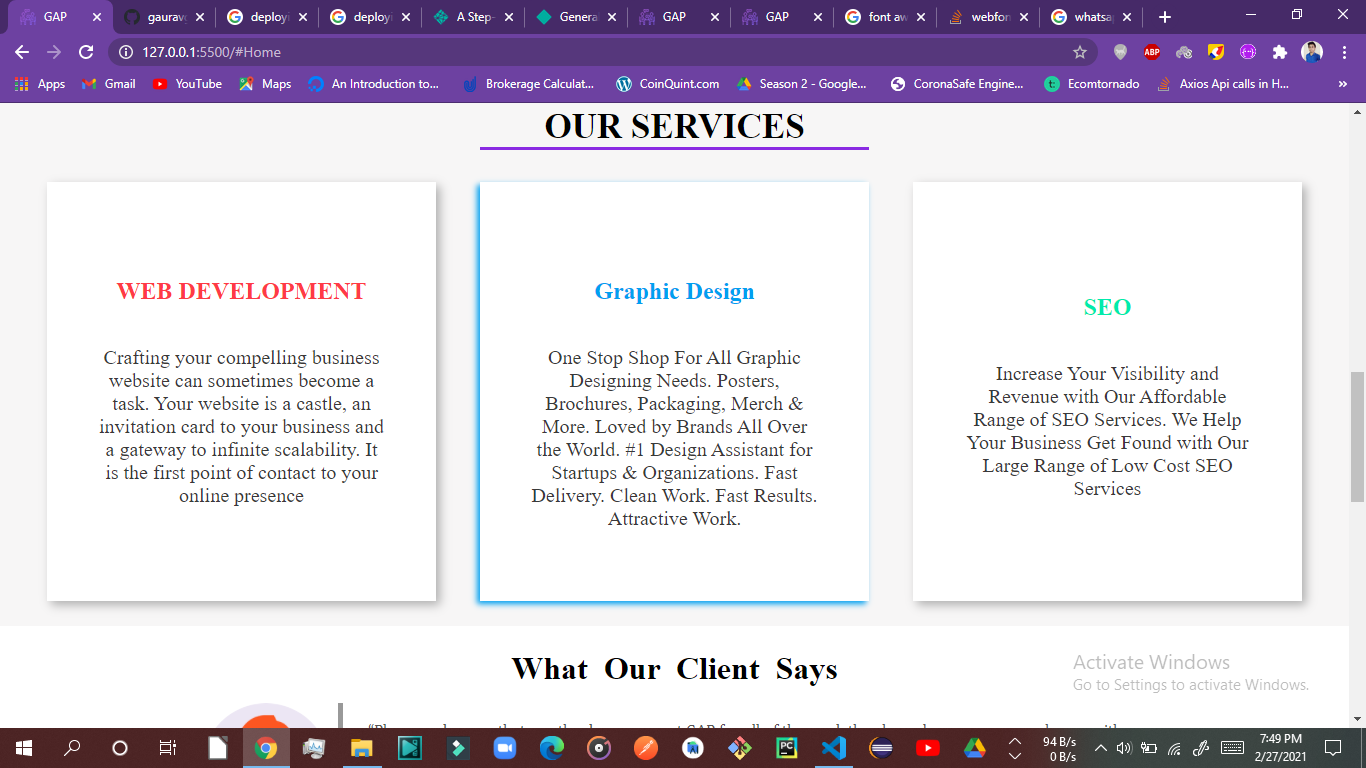 GAP
gaurav
deployi
deployi
A Step-
General
GAP
GAP
font aw
webfon
whatsa
127.0.0.1:5500/#Home
ABP
Apps
Gmail
YouTube
Maps
An Introduction to...
Brokerage Calculat...
CoinQuint.com
Season 2 - Google...
CoronaSafe Engine...
Ecomtornado
Axios Api calls in H...
OUR SERVICES
WEB DEVELOPMENT
Crafting your compelling business
website can sometimes become a
task. Your website is a castle, an
invitation card to your business and
a gateway to infinite scalability. It
is the first point of contact to your
online presence
Graphic Design
One Stop Shop For All Graphic
Designing Needs. Posters,
Brochures, Packaging, Merch &
More. Loved by Brands All Over
the World. #1 Design Assistant for
Startups & Organizations. Fast
Delivery. Clean Work. Fast Results.
Attractive Work.
SEO
Increase Your Visibility and
Revenue with Our Affordable
Range of SEO Services. We Help
Your Business Get Found with Our
Large Range of Low Cost SEO
Services
What Our Client Says
Activate Windows
Go to Settings to activate Windows.
94 B/s
0 B/s
7:49 PM
2/27/2021